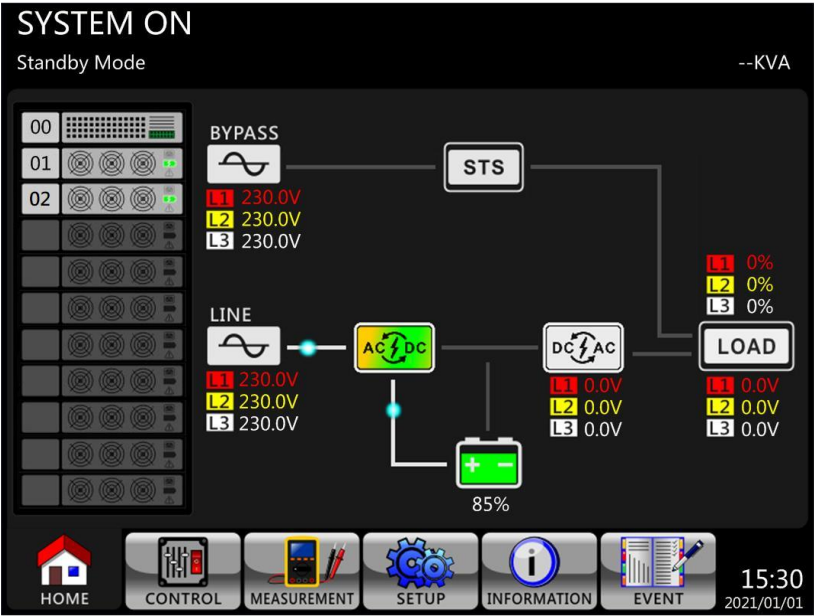 SYSTEM ON
Standby Mode
--KVA
00
01
02
BYPASS
L1 230.0V
L2 230.0V
L3 230.0V
STS
L1 0%
L2 0%
L3 0%
LINE
L1 230.0V
L2 230.0V
L3 230.0V
AC DC
DC AC
L1 0.0V
L2 0.0V
L3 0.0V
LOAD
L1 0.0V
L2 0.0V
L3 0.0V
+ −
85%
HOME
CONTROL
MEASUREMENT
SETUP
INFORMATION
EVENT
15:30
2021/01/01